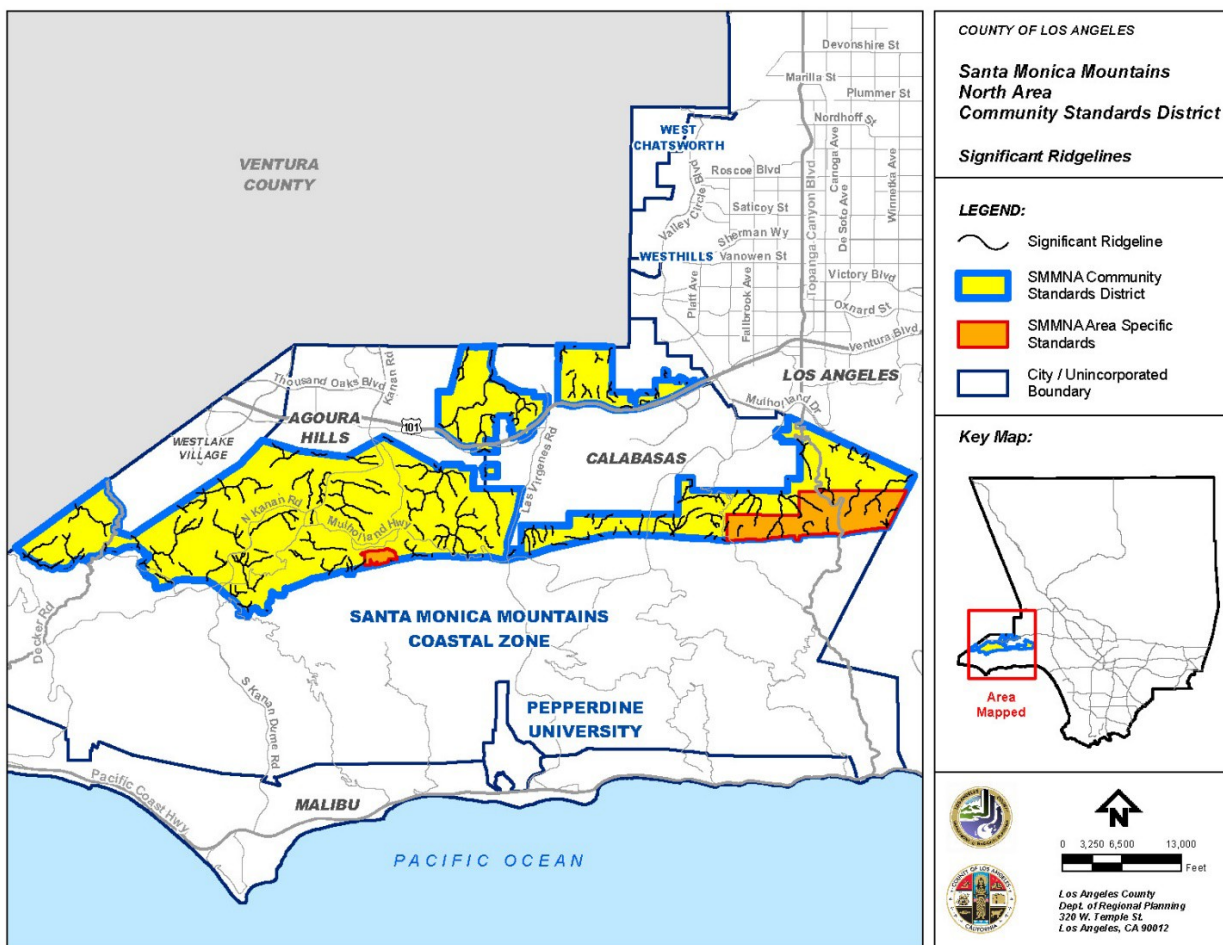 COUNTY OF LOS ANGELES
Santa Monica Mountains
North Area
Community Standards District
Significant Ridgelines
LEGEND:
Significant Ridgeline
SMMNA Community
Standards District
SMMNA Area Specific
Standards
City / Unincorporated
Boundary
Key Map:
Area
Mapped
N
0 3,250 6,500 13,000
Feet
Los Angeles County
Dept. of Regional Planning
320 W. Temple St.
Los Angeles, CA 90012
VENTURA
COUNTY
WEST
CHATSWORTH
WESTHILLS
Devonshire St
Marilla St
Plummer St
Nordhoff St
Roscoe Blvd
Saticoy St
Sherman Wy
Vanowen St
Victory Blvd
Oxnard St
Ventura Blvd
Valley Circle Blvd
Platt Ave
Fallbrook Ave
Topanga Canyon Blvd
Canoga Ave
De Soto Ave
Winnetka Ave
LOS ANGELES
Mulholland Dr
Thousand Oaks Blvd
Kanan Rd
AGOURA
HILLS
101
WESTLAKE
VILLAGE
CALABASAS
Las Virgenes Rd
N Kanan Rd
Mulholland Hwy
Decker Rd
SANTA MONICA MOUNTAINS
COASTAL ZONE
S Kanan Dume Rd
PEPPERDINE
UNIVERSITY
Pacific Coast Hwy
MALIBU
PACIFIC OCEAN